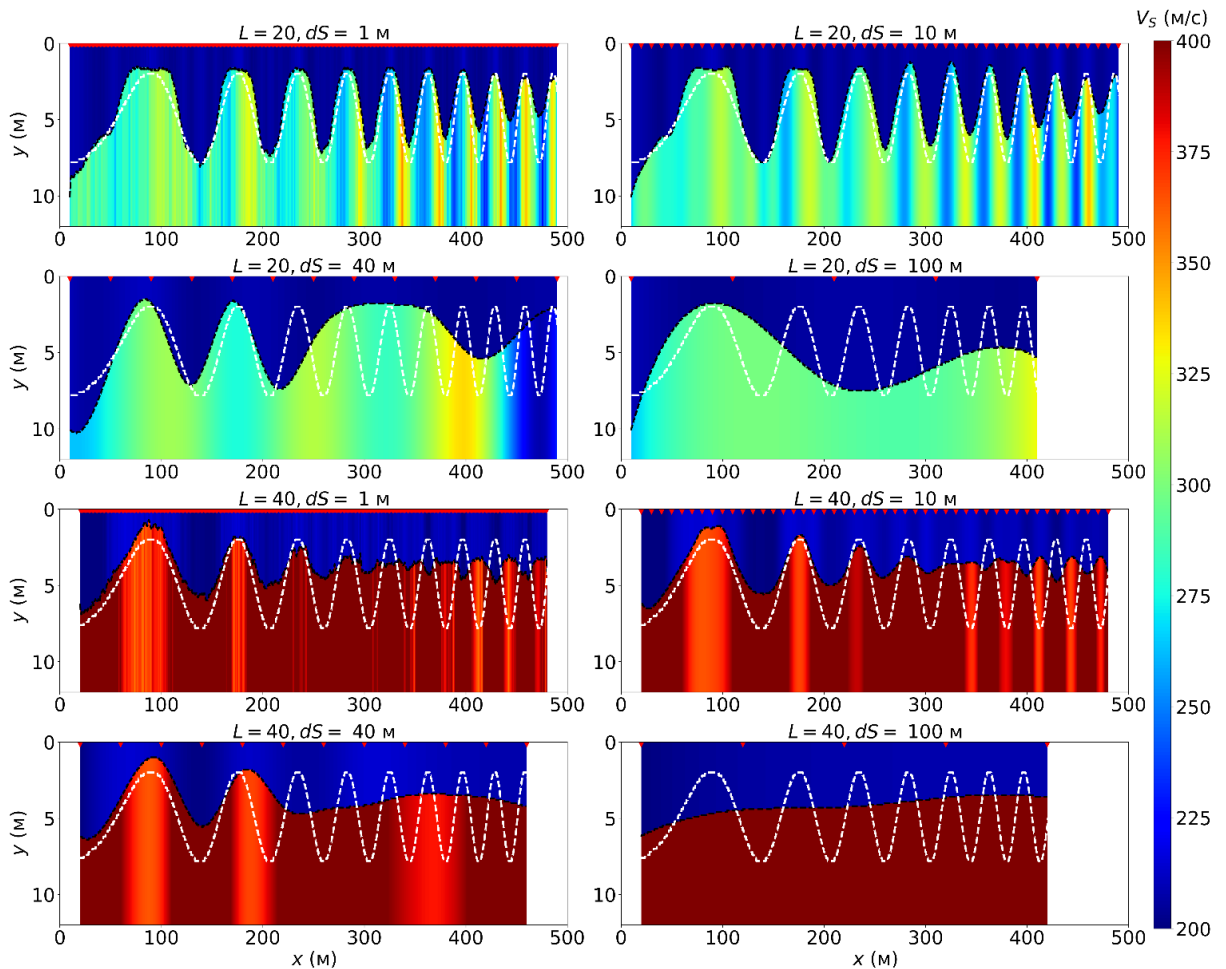 V_S (м/с)
L = 20, dS = 1 м
L = 20, dS = 10 м
0
5
10
y (м)
0 100 200 300 400 500
0
5
10
0 100 200 300 400 500
L = 20, dS = 40 м
L = 20, dS = 100 м
0
5
10
y (м)
0 100 200 300 400 500
0
5
10
0 100 200 300 400 500
L = 40, dS = 1 м
L = 40, dS = 10 м
0
5
10
y (м)
0 100 200 300 400 500
0
5
10
0 100 200 300 400 500
L = 40, dS = 40 м
L = 40, dS = 100 м
0
5
10
y (м)
0 100 200 300 400 500
x (м)
0
5
10
0 100 200 300 400 500
x (м)
400
375
350
325
300
275
250
225
200